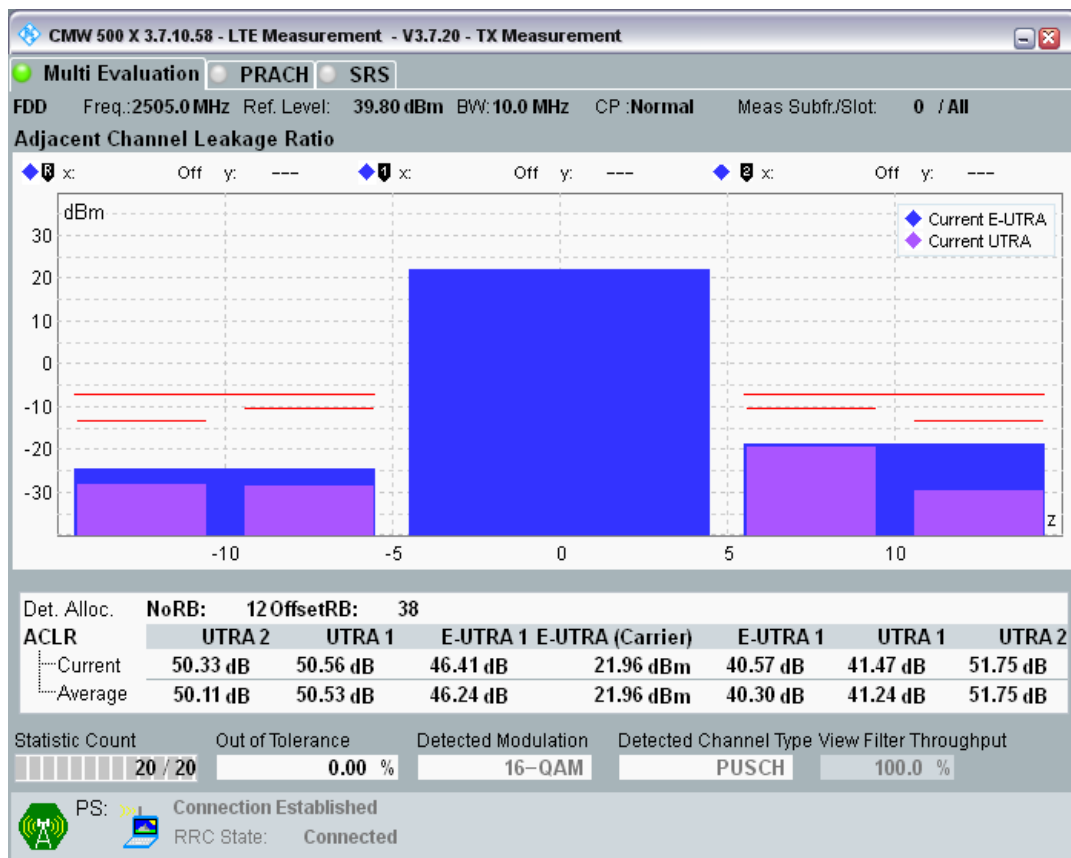 CMW 500 X 3.7.10.58 - LTE Measurement - V3.7.20 - TX Measurement
Multi Evaluation PRACH SRS
FDD Freq.:2505.0 MHz Ref. Level: 39.80 dBm BW: 10.0 MHz CP :Normal Meas Subfr./Slot: 0 / All
Adjacent Channel Leakage Ratio
R x: Off y: --- 1 x: Off y: --- 2 x: Off y: ---
dBm
Current E-UTRA
Current UTRA
30
20
10
0
-10
-20
-30
z
-10 -5 0 5 10
Det. Alloc. NoRB: 12 OffsetRB: 38
ACLR UTRA 2 UTRA 1 E-UTRA 1 E-UTRA (Carrier) E-UTRA 1 UTRA 1 UTRA 2
Current 50.33 dB 50.56 dB 46.41 dB 21.96 dBm 40.57 dB 41.47 dB 51.75 dB
Average 50.11 dB 50.53 dB 46.24 dB 21.96 dBm 40.30 dB 41.24 dB 51.75 dB
Statistic Count Out of Tolerance Detected Modulation Detected Channel Type View Filter Throughput
20 / 20 0.00 % 16-QAM PUSCH 100.0 %
PS: Connection Established
RRC State: Connected